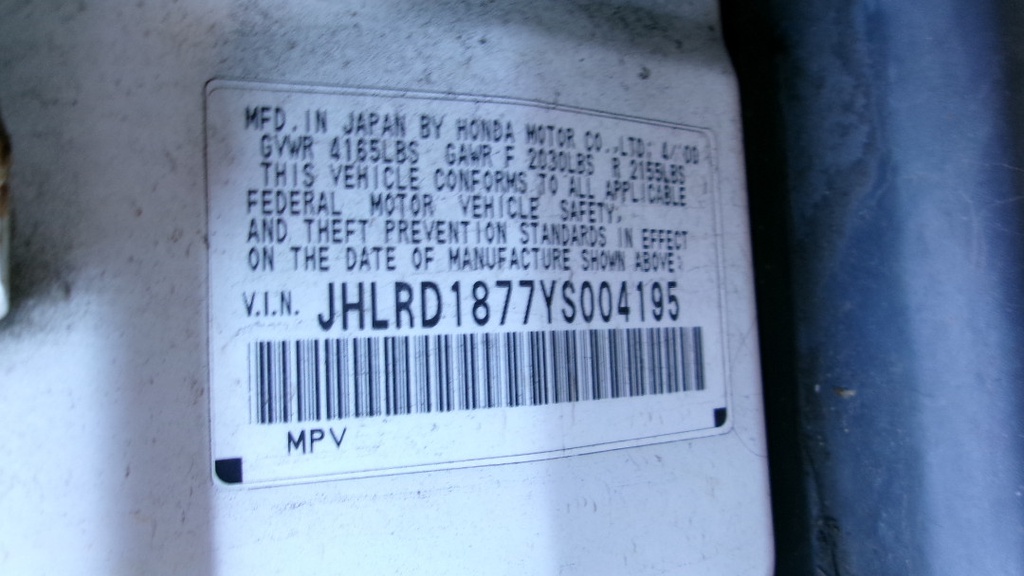 MFD. IN JAPAN BY HONDA MOTOR CO., LTD; 4/'00
GVWR 4165LBS GAWR F 2030LBS R 2155LBS
THIS VEHICLE CONFORMS TO ALL APPLICABLE
FEDERAL MOTOR VEHICLE SAFETY,
AND THEFT PREVENTION STANDARDS IN EFFECT
ON THE DATE OF MANUFACTURE SHOWN ABOVE;
V.I.N. JHLRD1877YS004195
MPV